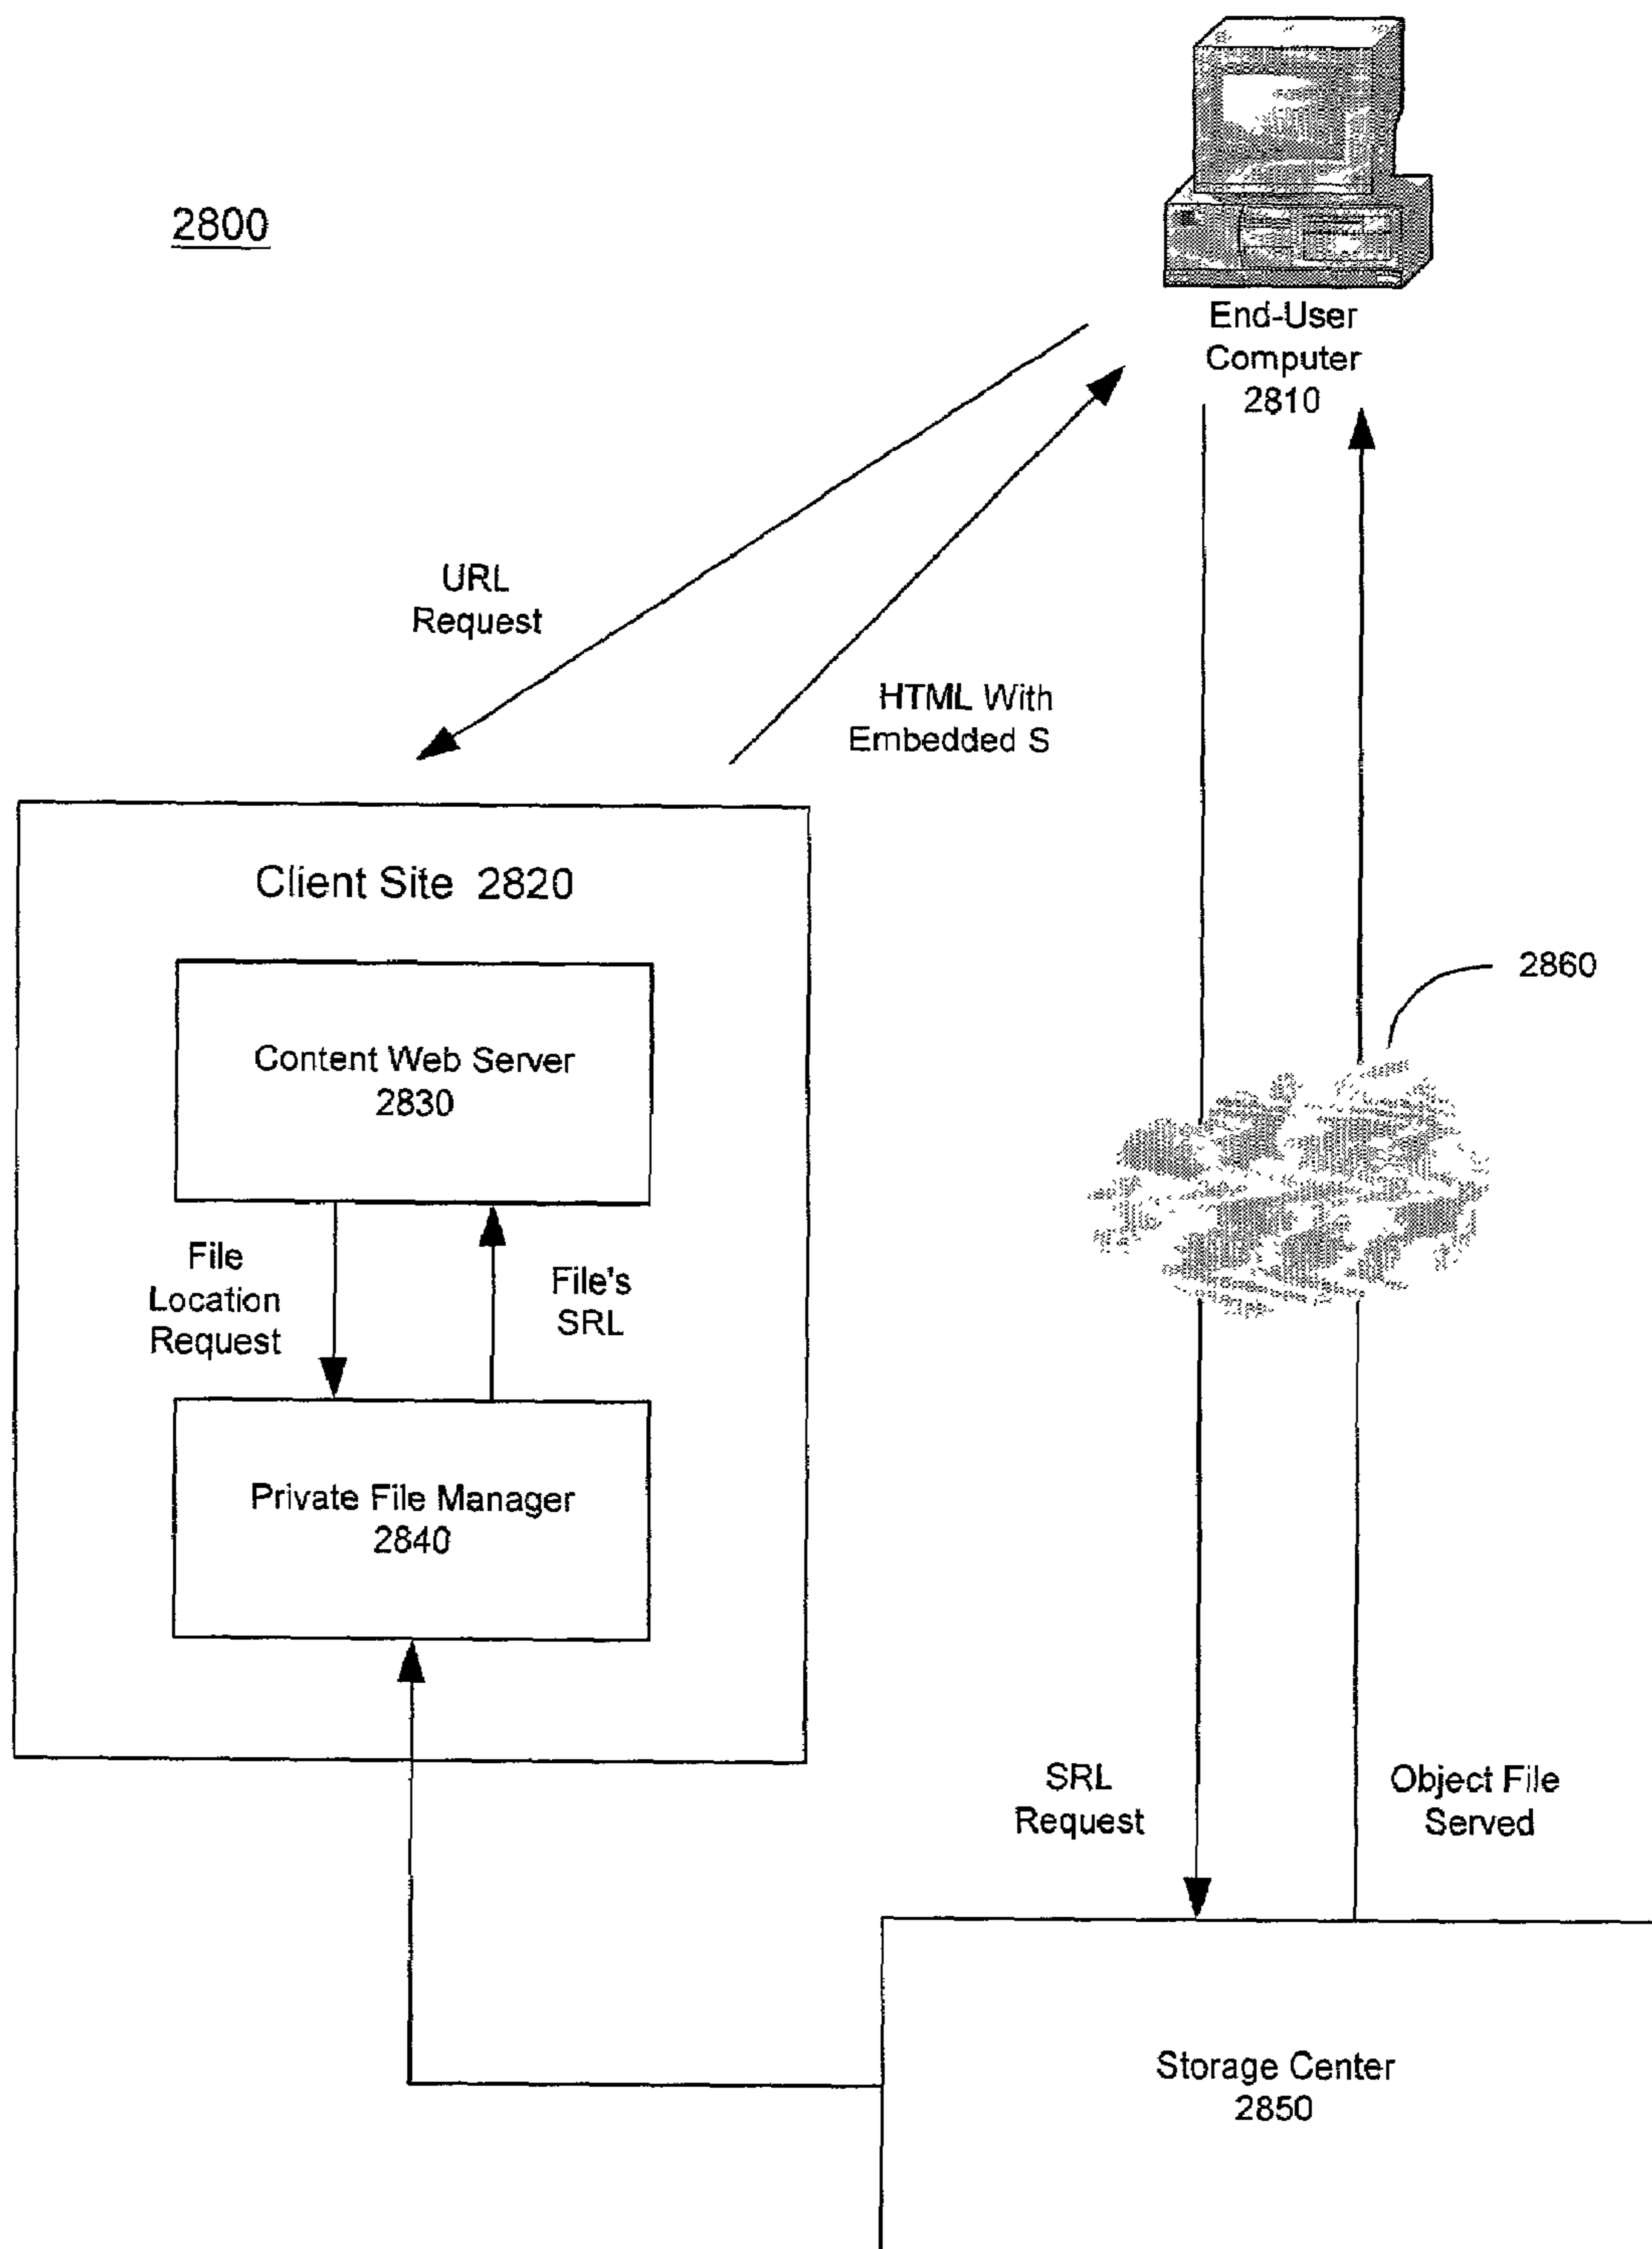 2800
End-User
Computer
2810
URL
Request
HTML With
Embedded S
Client Site 2820
Content Web Server
2830
2860
File
Location
Request
File's
SRL
Private File Manager
2840
SRL
Request
Object File
Served
Storage Center
2850